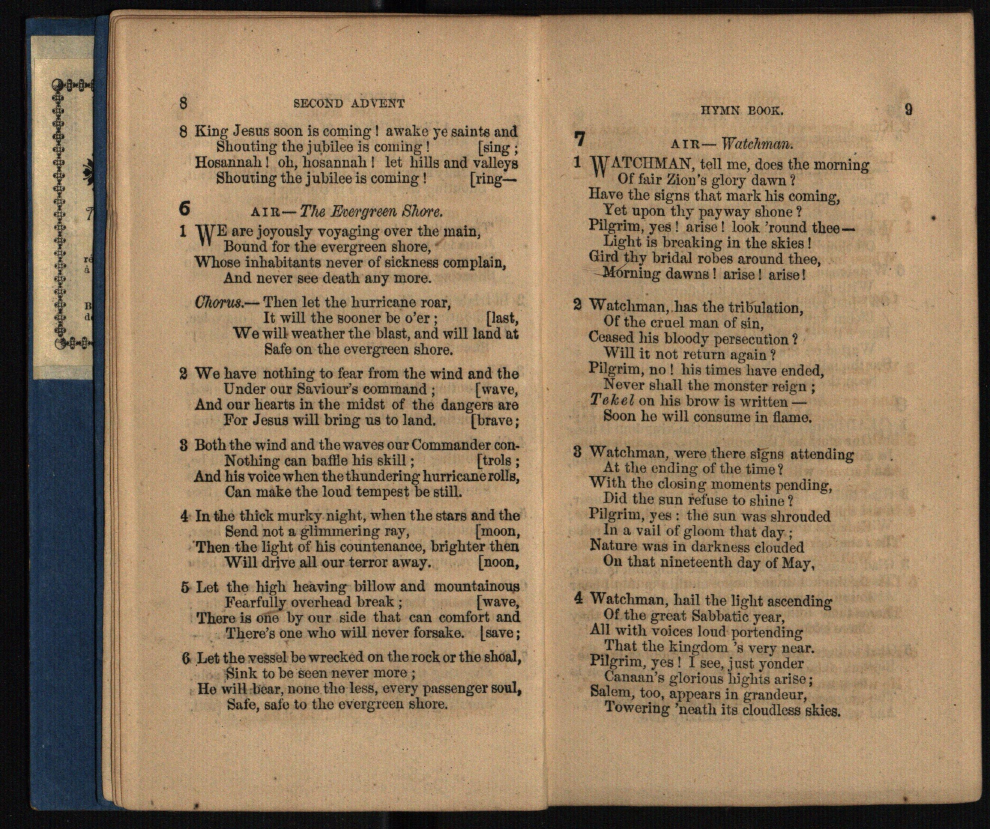 8 SECOND ADVENT
8 King Jesus soon is coming ! awake ye saints and
Shouting the jubilee is coming ! [sing ;
Hosannah ! oh, hosannah ! let hills and valleys
Shouting the jubilee is coming ! [ring—
6 AIR—The Evergreen Shore.
1 WE are joyously voyaging over the main,
Bound for the evergreen shore,
Whose inhabitants never of sickness complain,
And never see death any more.
Chorus.—Then let the hurricane roar,
It will the sooner be o'er ; [last,
We will weather the blast, and will land at
Safe on the evergreen shore.
2 We have nothing to fear from the wind and the
Under our Saviour's command ; [wave,
And our hearts in the midst of the dangers are
For Jesus will bring us to land. [brave;
3 Both the wind and the waves our Commander con-
Nothing can baffle his skill ; [trols ;
And his voice when the thundering hurricane rolls,
Can make the loud tempest be still.
4 In the thick murky night, when the stars and the
Send not a glimmering ray, [moon,
Then the light of his countenance, brighter then
Will drive all our terror away. [noon,
5 Let the high heaving billow and mountainous
Fearfully overhead break ; [wave,
There is one by our side that can comfort and
There's one who will never forsake. [save ;
6 Let the vessel be wrecked on the rock or the shoal,
Sink to be seen never more ;
He will bear, none the less, every passenger soul,
Safe, safe to the evergreen shore.
HYMN BOOK. 9
7 AIR—Watchman.
1 WATCHMAN, tell me, does the morning
Of fair Zion's glory dawn ?
Have the signs that mark his coming,
Yet upon thy payway shone ?
Pilgrim, yes ! arise ! look 'round thee—
Light is breaking in the skies !
Gird thy bridal robes around thee,
Morning dawns ! arise ! arise !
2 Watchman, has the tribulation,
Of the cruel man of sin,
Ceased his bloody persecution ?
Will it not return again ?
Pilgrim, no ! his times have ended,
Never shall the monster reign ;
Tekel on his brow is written —
Soon he will consume in flame.
3 Watchman, were there signs attending
At the ending of the time ?
With the closing moments pending,
Did the sun refuse to shine ?
Pilgrim, yes : the sun was shrouded
In a vail of gloom that day ;
Nature was in darkness clouded
On that nineteenth day of May,
4 Watchman, hail the light ascending
Of the great Sabbatic year,
All with voices loud portending
That the kingdom 's very near.
Pilgrim, yes ! I see, just yonder
Canaan's glorious hights arise ;
Salem, too, appears in grandeur,
Towering 'neath its cloudless skies.